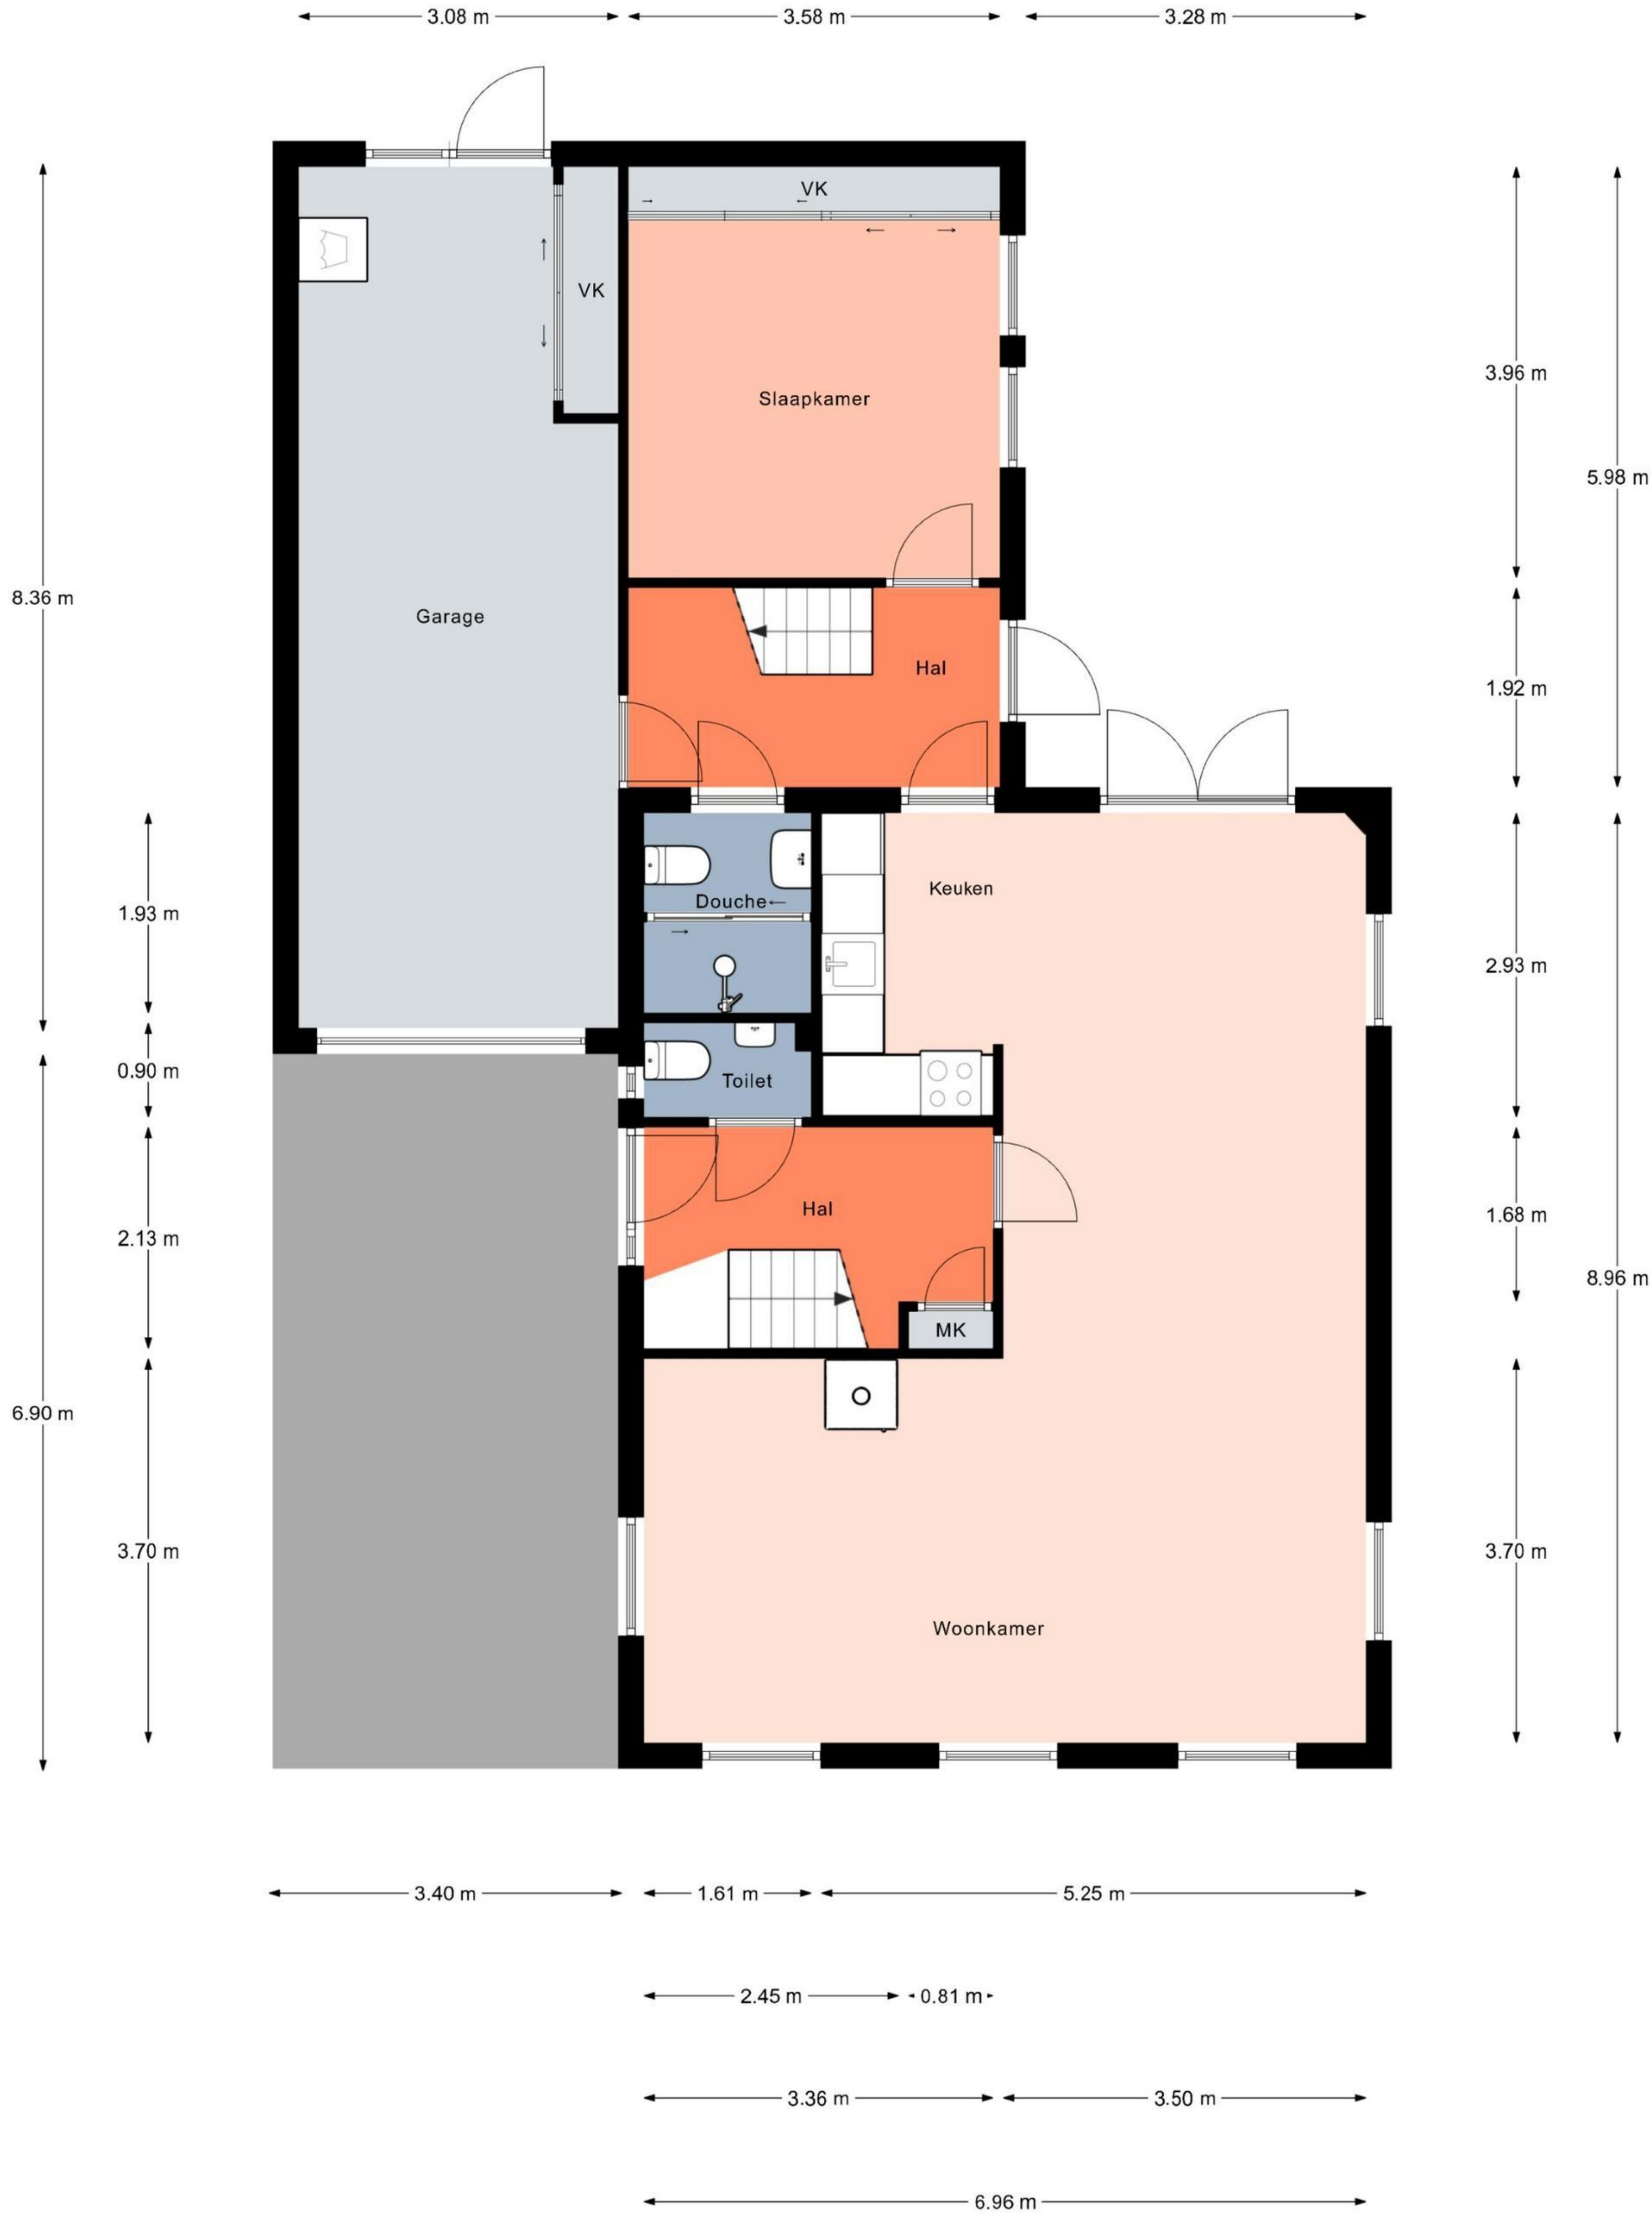 3.08 m
3.58 m
3.28 m
VK
VK
Slaapkamer
3.96 m
5.98 m
8.36 m
Garage
Hal
1.92 m
Keuken
Douche
1.93 m
2.93 m
0.90 m
Toilet
Hal
1.68 m
2.13 m
8.96 m
MK
6.90 m
3.70 m
3.70 m
Woonkamer
3.40 m
1.61 m
5.25 m
2.45 m
0.81 m
3.36 m
3.50 m
6.96 m